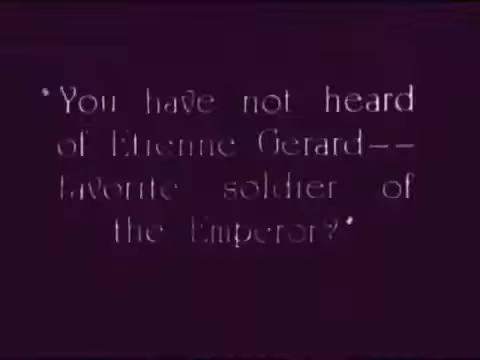 "You have not heard
of Etienne Gerard--
favorite soldier of
the Emperor?"